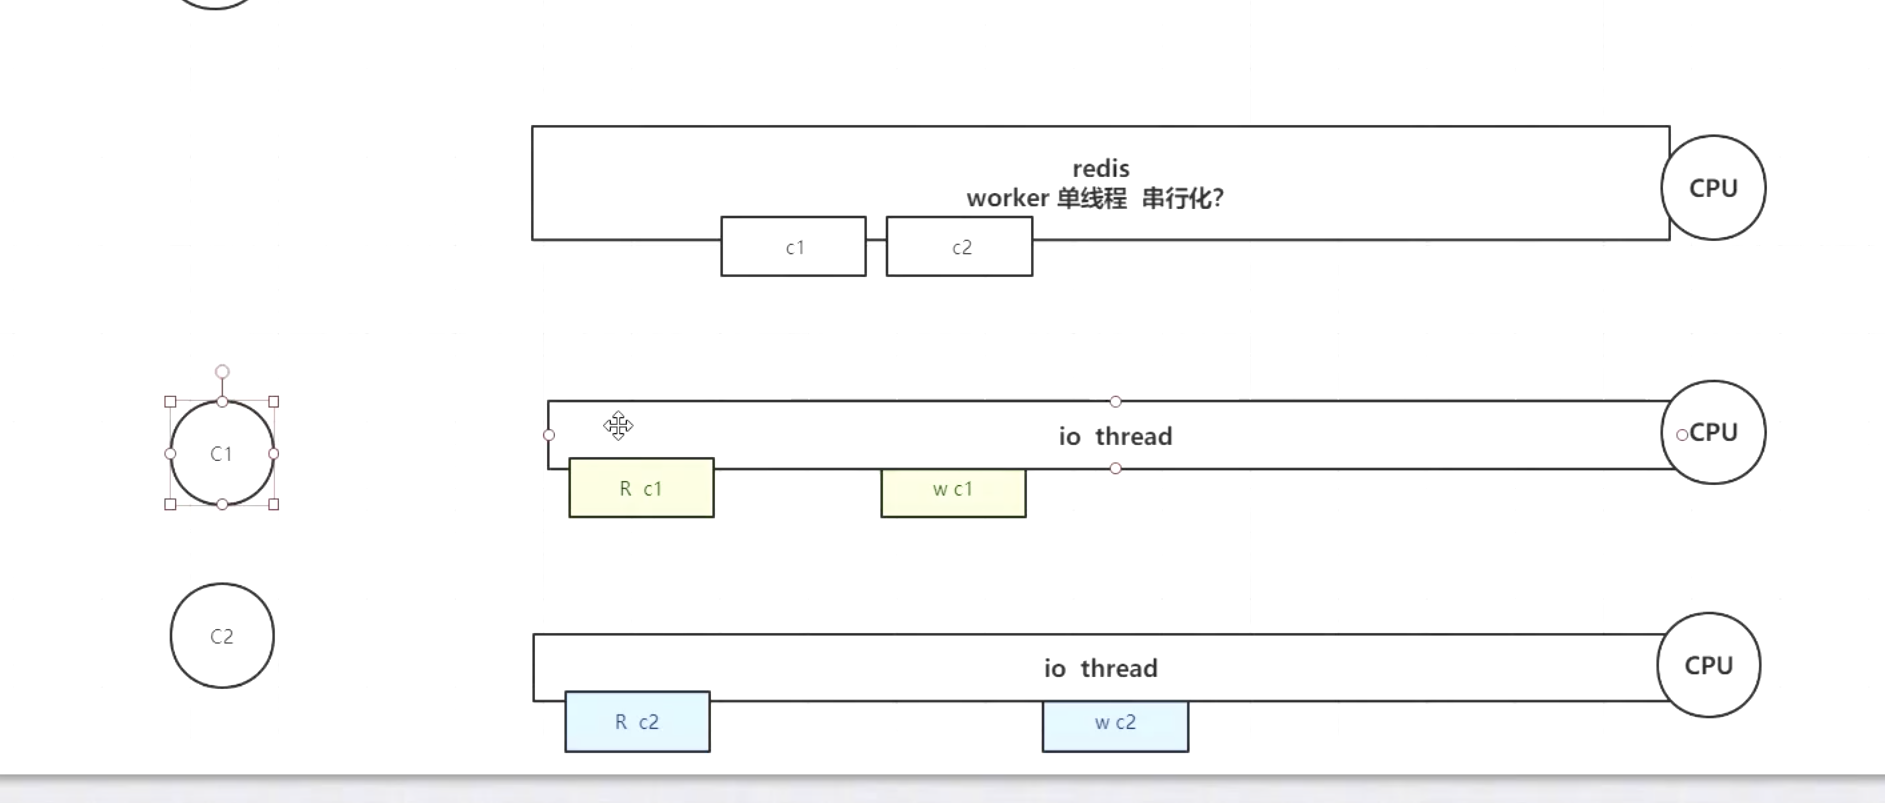 redis
worker 单线程 串行化?
CPU
c1
c2
C1
io thread
CPU
R c1
w c1
C2
io thread
CPU
R c2
w c2